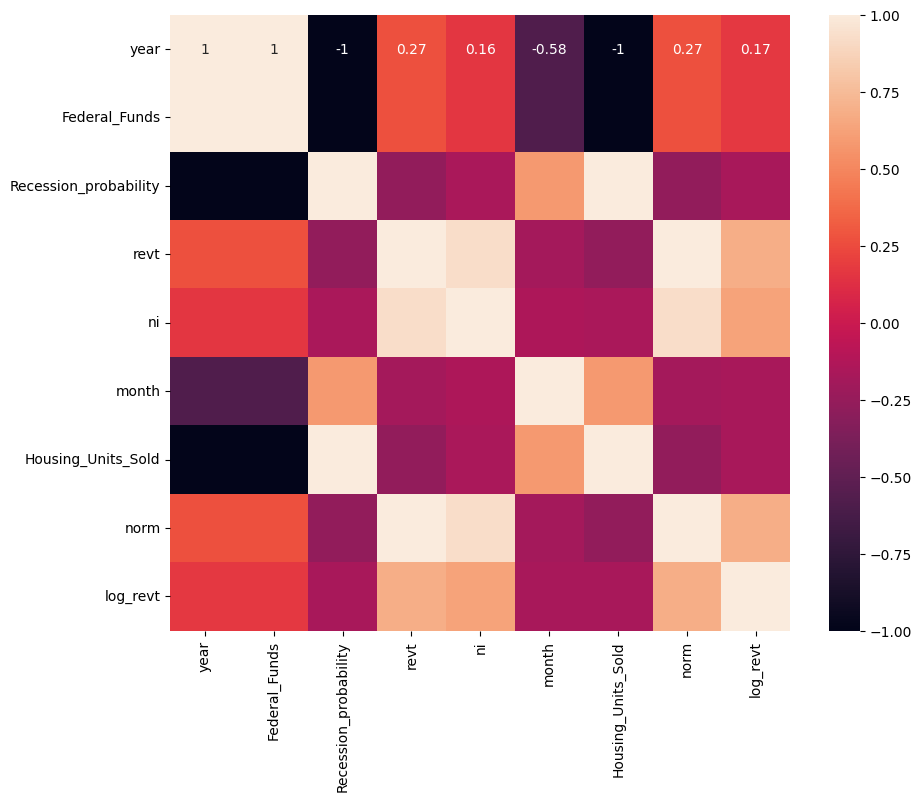 year
Federal_Funds
Recession_probability
revt
ni
month
Housing_Units_Sold
norm
log_revt
1 1 -1 0.27 0.16 -0.58 -1 0.27 0.17
year
Federal_Funds
Recession_probability
revt
ni
month
Housing_Units_Sold
norm
log_revt
1.00
0.75
0.50
0.25
0.00
−0.25
−0.50
−0.75
−1.00